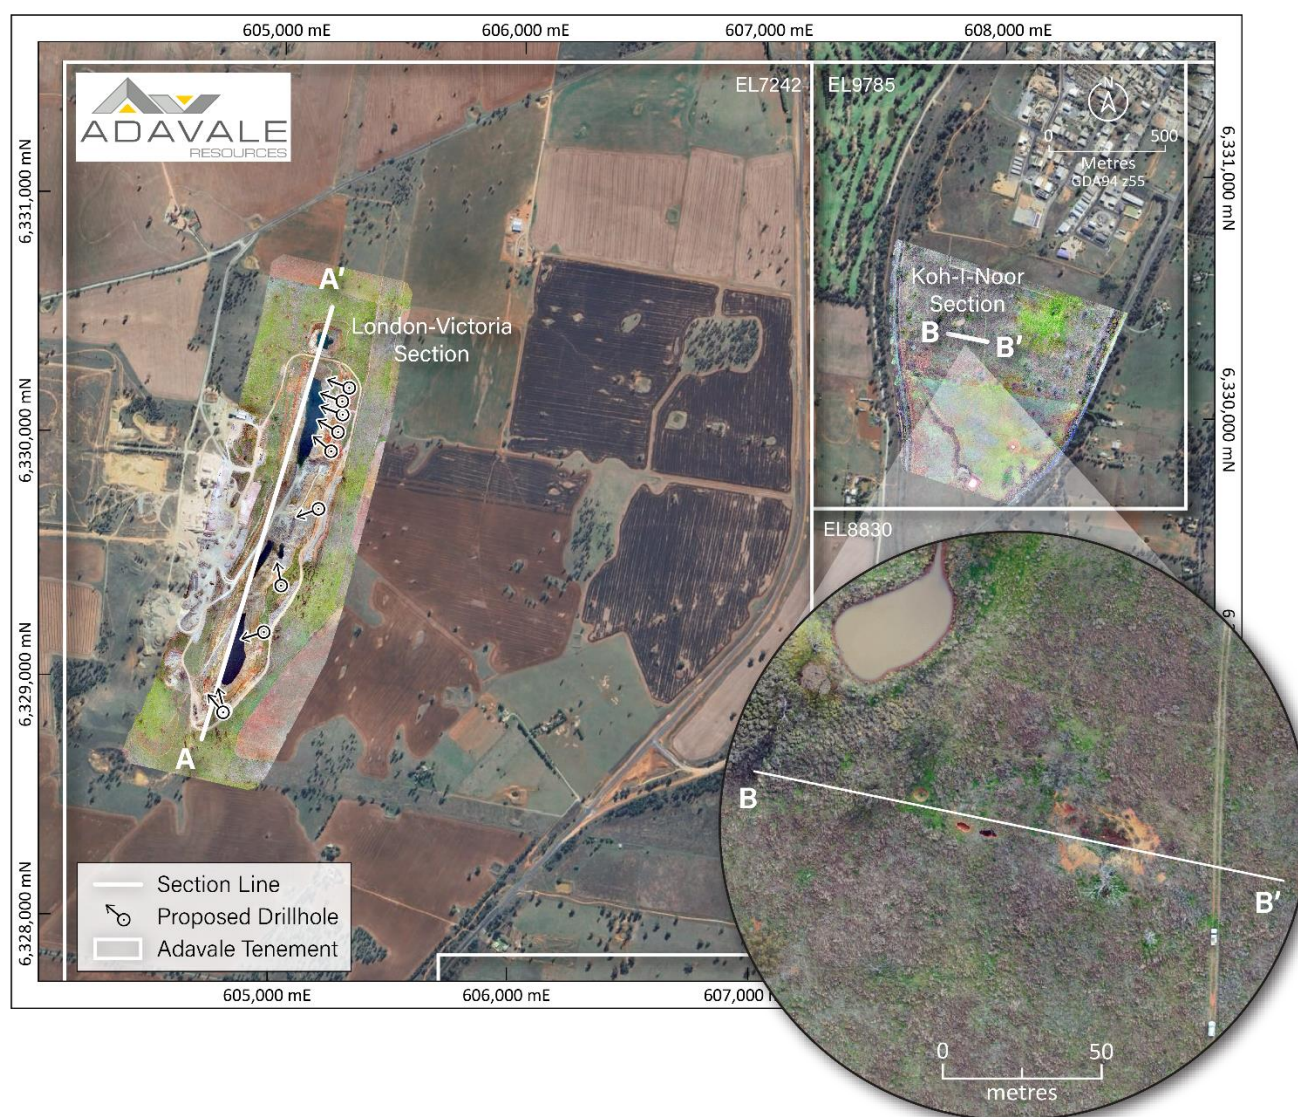 605,000 mE
606,000 mE
607,000 mE
608,000 mE
ADAVALE
RESOURCES
EL7242
EL9785
N
0
500
Metres
GDA94 z55
6,331,000 mN
6,331,000 mN
A'
London-Victoria
Section
Koh-I-Noor
Section
B
B'
6,330,000 mN
6,330,000 mN
EL8830
6,329,000 mN
A
B
B'
Section Line
Proposed Drillhole
Adavale Tenement
6,328,000 mN
605,000 mE
606,000 mE
0
50
metres